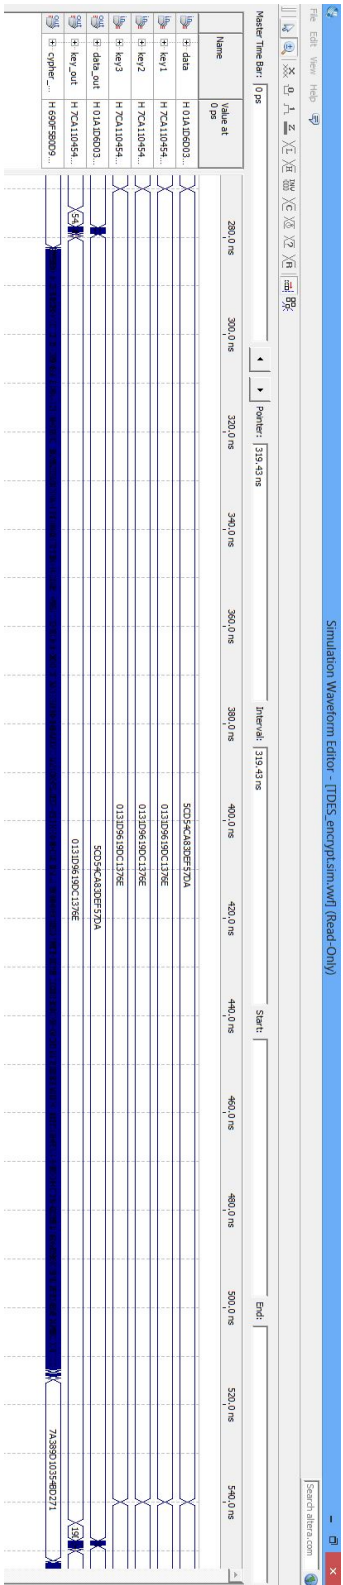 Simulation Waveform Editor - [TDES_encrypt.sim.vwf] (Read-Only)
File Edit View Help
Search altera.com
Master Time Bar: 0 ps
Pointer: 319.43 ns
Interval: 319.43 ns
Start:
End:
Name
Value at
0 ps
280.0 ns 300.0 ns 320.0 ns 340.0 ns 360.0 ns 380.0 ns 400.0 ns 420.0 ns 440.0 ns 460.0 ns 480.0 ns 500.0 ns 520.0 ns 540.0 ns
data H 01A1D6D03... 5CD54CA83DEF57DA
key1 H 7CA110454... 0131D9619DC1376E
key2 H 7CA110454... 0131D9619DC1376E
key3 H 7CA110454... 0131D9619DC1376E
data_out H 01A1D6D03... 5CD54CA83DEF57DA
key_out H 7CA110454... 54 0131D9619DC1376E 19
cypher_... H 690F5B0D9... 7A389D10354BD271